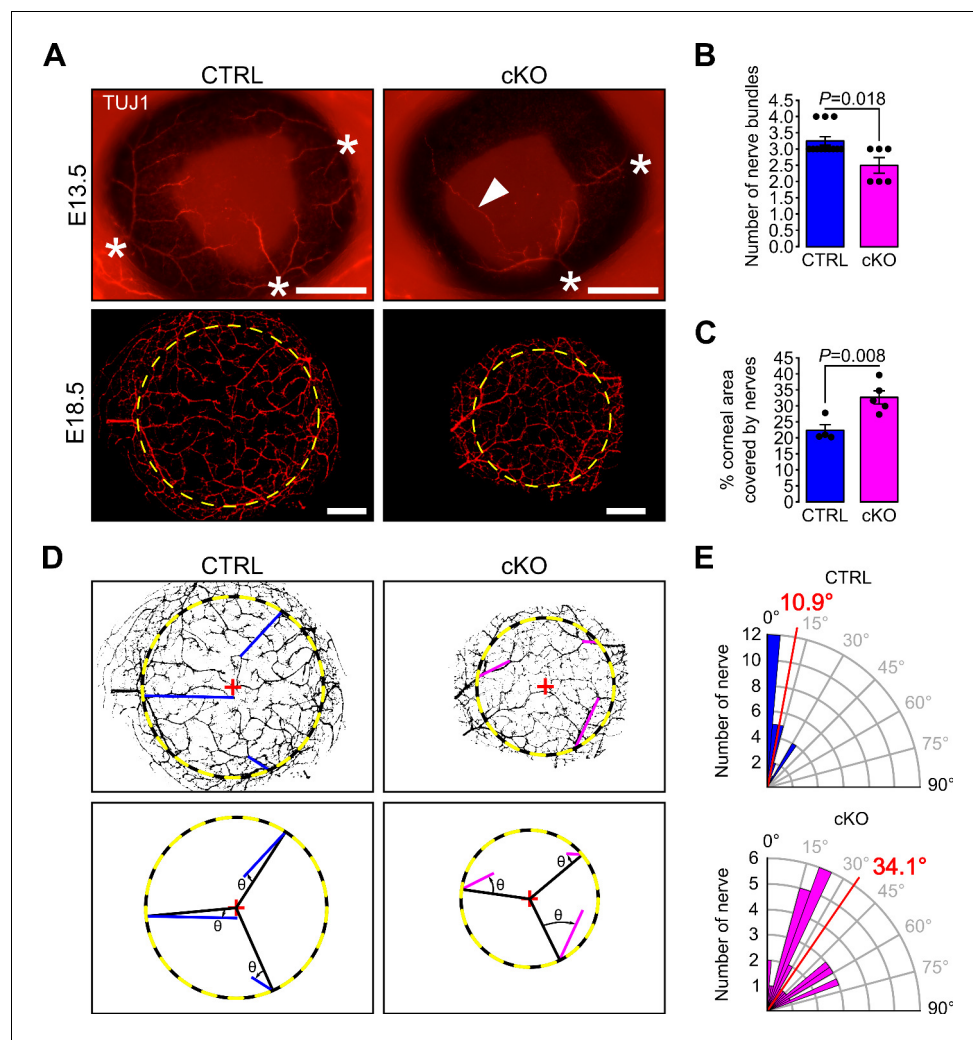 A
CTRL
cKO
TUJ1
E13.5
*
*
*
*
*
E18.5
B
P=0.018
Number of nerve bundles
4.5
4.0
3.5
3.0
2.5
2.0
1.5
1.0
0.5
0.0
CTRL
cKO
C
P=0.008
% corneal area
covered by nerves
45
40
35
30
25
20
15
10
5
0
CTRL
cKO
D
CTRL
cKO
θ
θ
θ
θ
θ
θ
E
CTRL
10.9°
0°
15°
30°
45°
60°
75°
90°
Number of nerve
12
10
8
6
4
2
cKO
0°
15°
30°
34.1°
45°
60°
75°
90°
Number of nerve
6
5
4
3
2
1